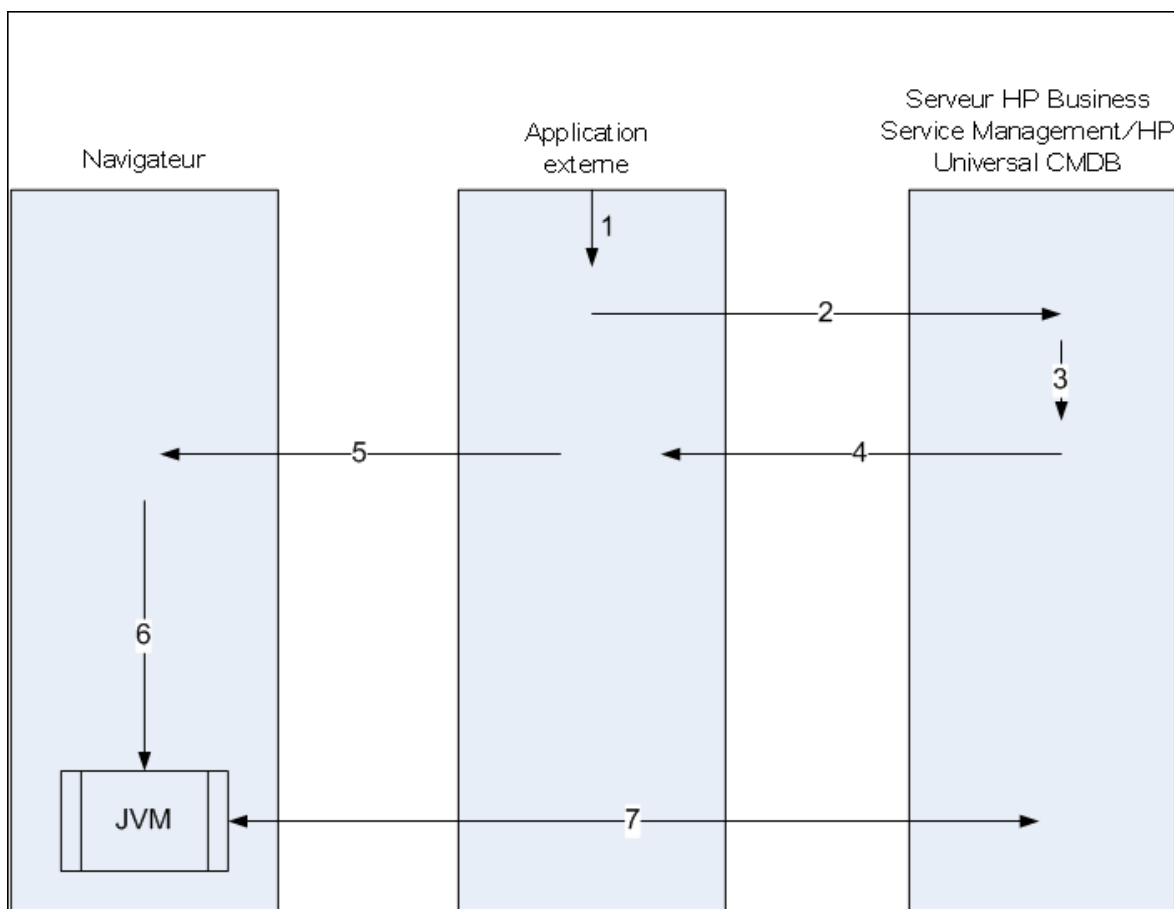 Serveur HP Business
Service Management/HP
Universal CMDB
Application
externe
Navigateur
1
2
3
4
5
6
7
JVM